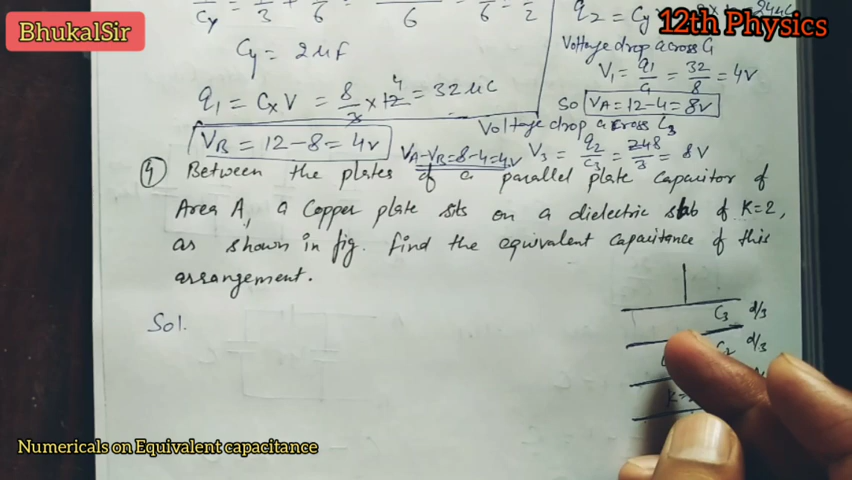 BhukalSir
12th Physics
Cy = 2 μF
q1 = Cx V = 8/3 × 12 4 = 32 μC
VB = 12 - 8 = 4v
Voltage drop across C1
V1 = q1/C1 = 32/8 = 4V
So VA = 12-4 = 8v
Voltage drop across C3
VA-VB=8-4=4V
V3 = q2/C3 = 24/3 = 8V
4 Between the plates of a parallel plate capacitor of
Area A, a Copper plate sits on a dielectric slab of K=2,
as shown in fig. find the equivalent capacitance of this
arrangement.
Sol.
C3 d/3
C2 d/3
Numericals on Equivalent capacitance